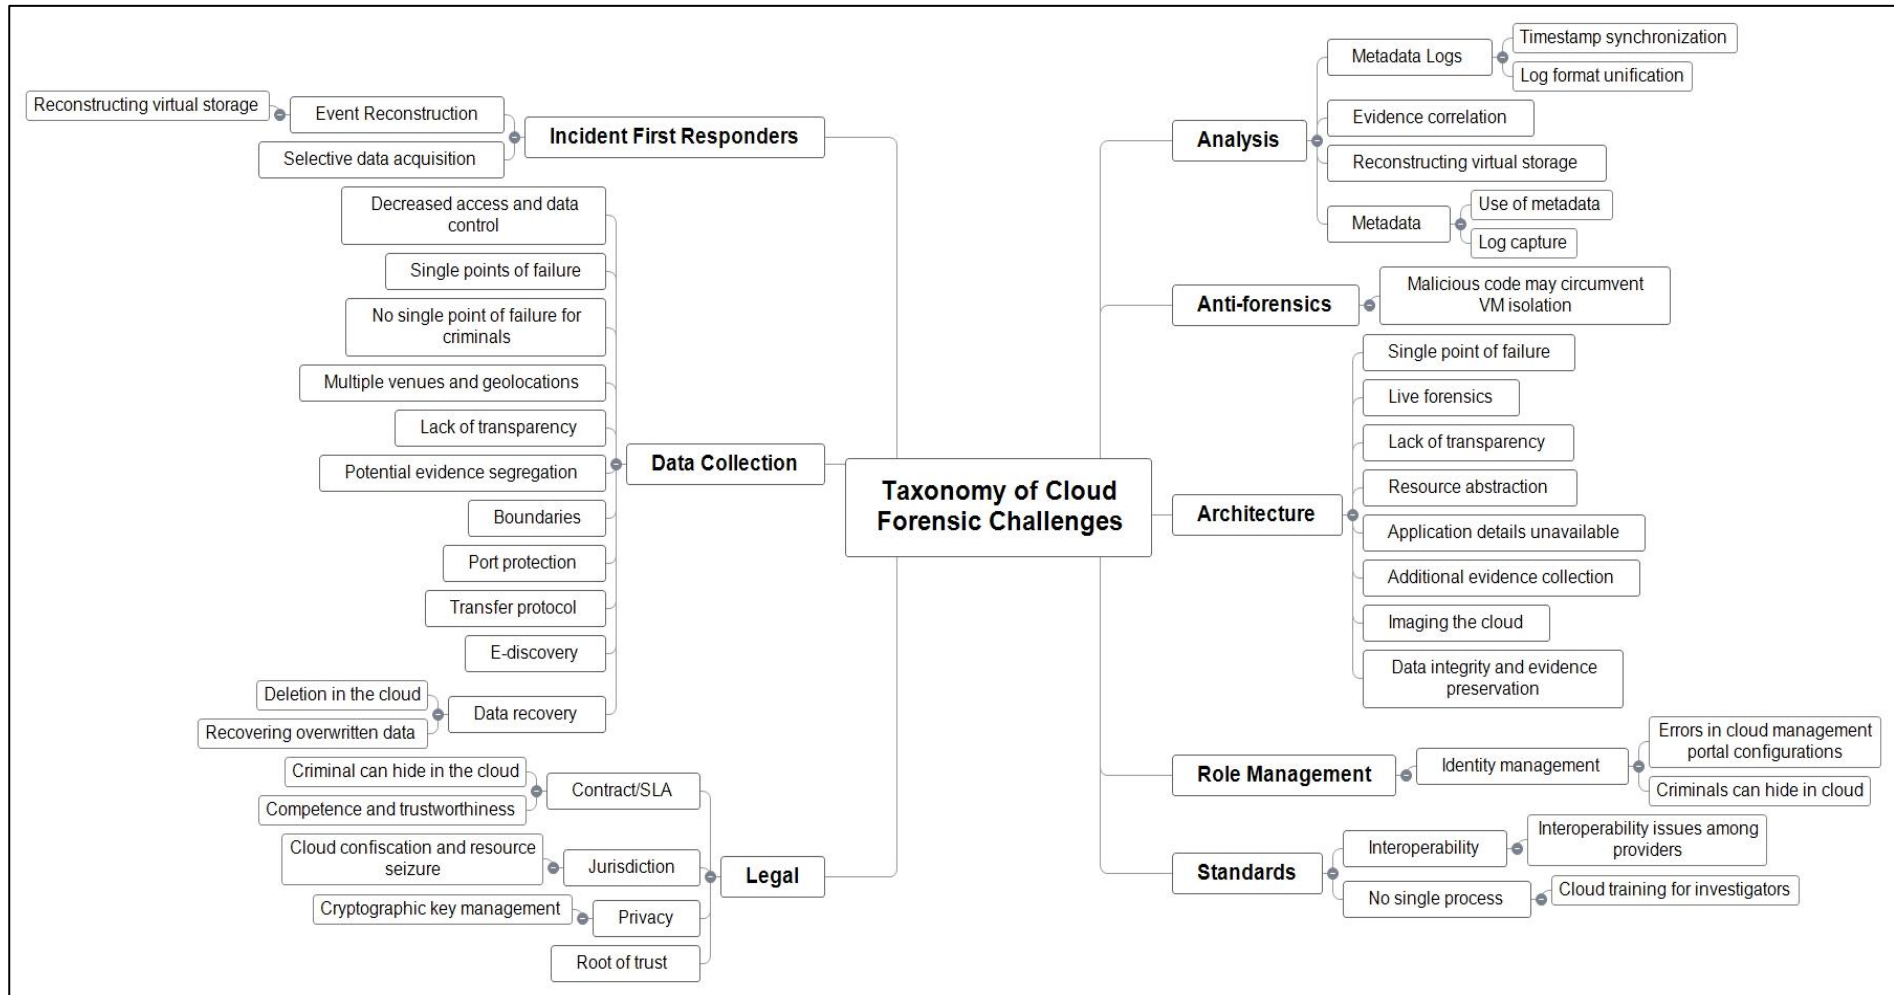 Taxonomy of Cloud
Forensic Challenges
Incident First Responders
Event Reconstruction
Reconstructing virtual storage
Selective data acquisition
Data Collection
Decreased access and data
control
Single points of failure
No single point of failure for
criminals
Multiple venues and geolocations
Lack of transparency
Potential evidence segregation
Boundaries
Port protection
Transfer protocol
E-discovery
Data recovery
Deletion in the cloud
Recovering overwritten data
Legal
Contract/SLA
Criminal can hide in the cloud
Competence and trustworthiness
Jurisdiction
Cloud confiscation and resource
seizure
Privacy
Cryptographic key management
Root of trust
Analysis
Metadata Logs
Timestamp synchronization
Log format unification
Evidence correlation
Reconstructing virtual storage
Metadata
Use of metadata
Log capture
Anti-forensics
Malicious code may circumvent
VM isolation
Architecture
Single point of failure
Live forensics
Lack of transparency
Resource abstraction
Application details unavailable
Additional evidence collection
Imaging the cloud
Data integrity and evidence
preservation
Role Management
Identity management
Errors in cloud management
portal configurations
Criminals can hide in cloud
Standards
Interoperability
Interoperability issues among
providers
No single process
Cloud training for investigators